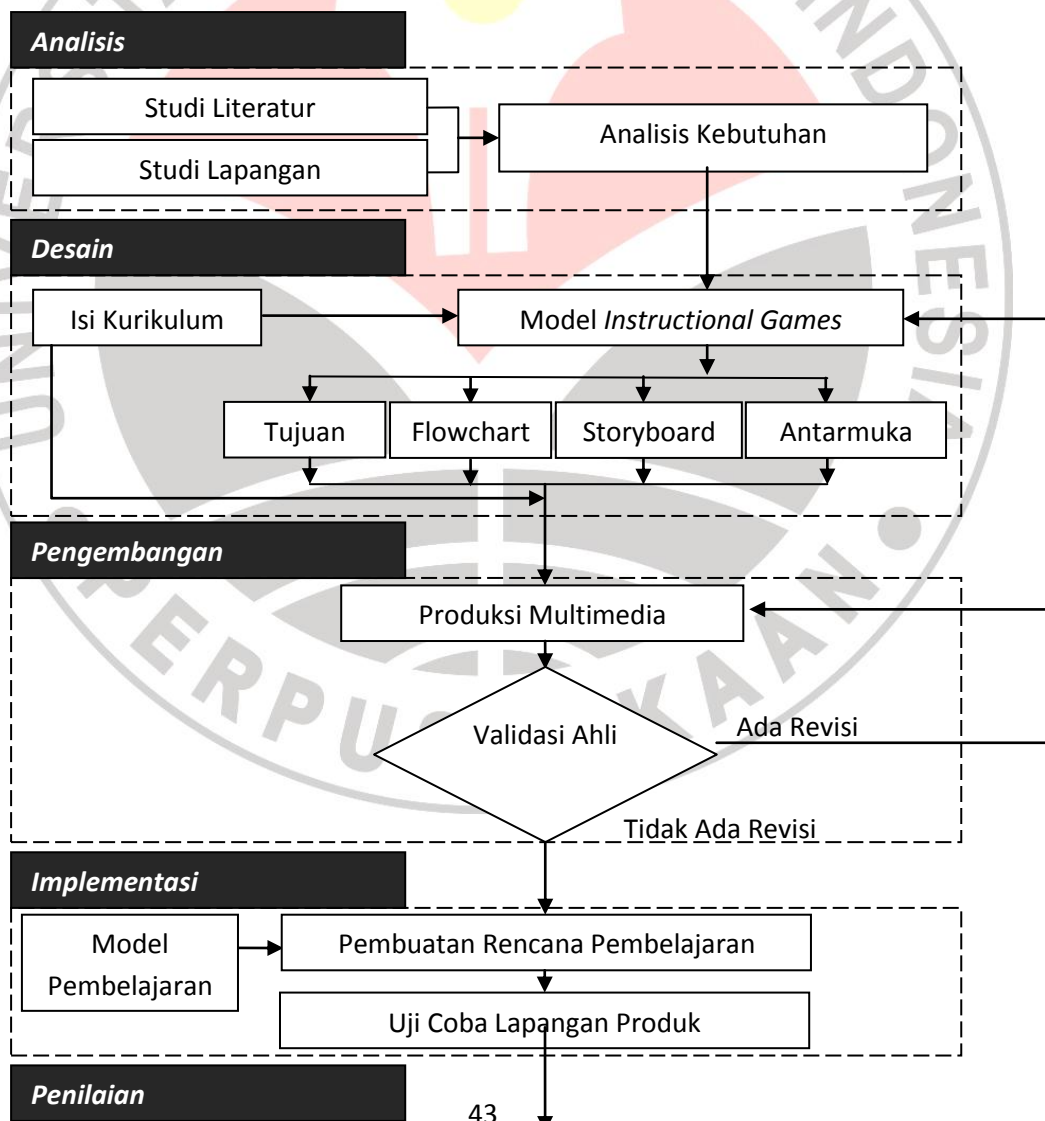 Analisis
Studi Literatur
Analisis Kebutuhan
Studi Lapangan
Desain
Isi Kurikulum
Model Instructional Games
Tujuan
Flowchart
Storyboard
Antarmuka
Pengembangan
Produksi Multimedia
Validasi Ahli
Ada Revisi
Tidak Ada Revisi
Implementasi
Model
Pembelajaran
Pembuatan Rencana Pembelajaran
Uji Coba Lapangan Produk
Penilaian
43
INDONESIA
PERPUSTAKAAN